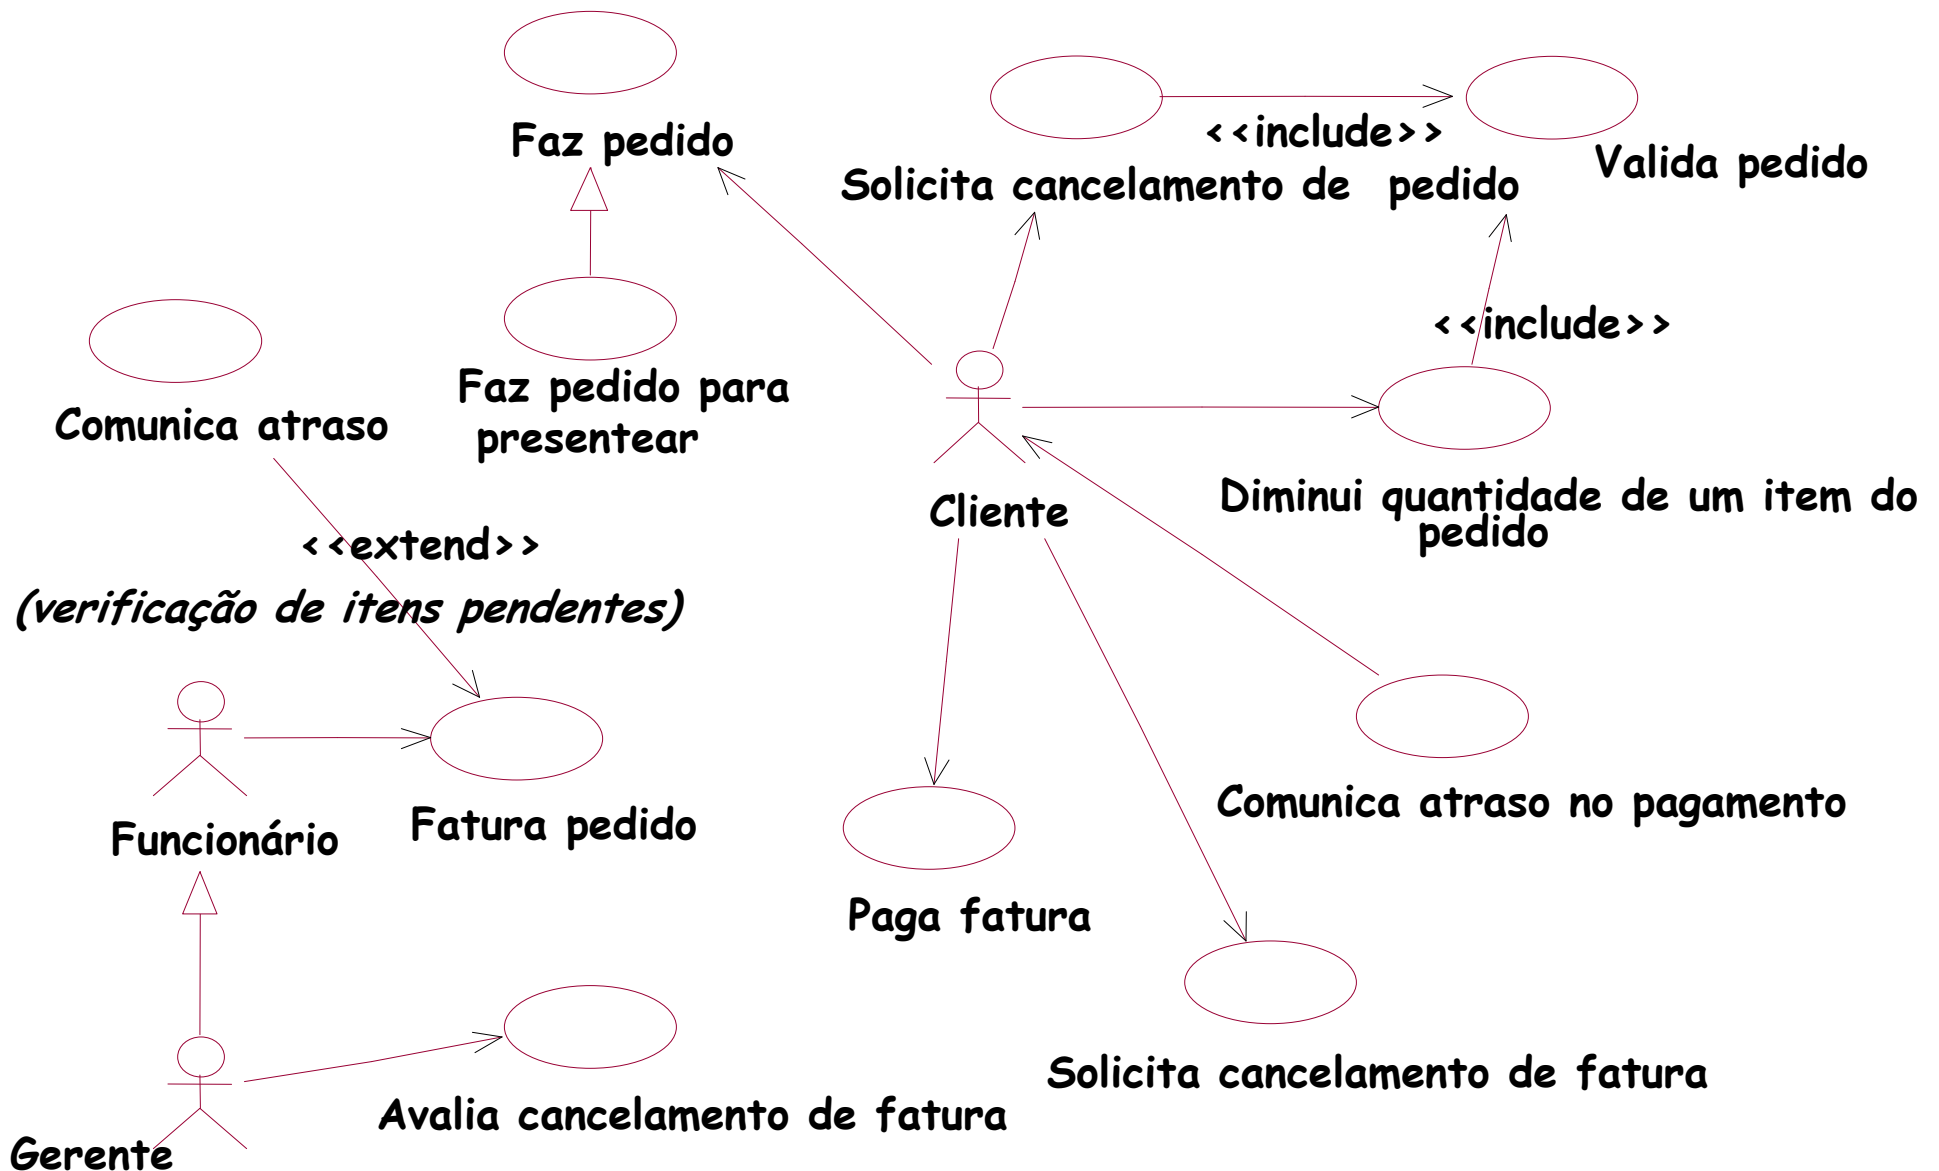 Faz pedido
<<include>>
Valida pedido
Solicita cancelamento de pedido
<<include>>
Faz pedido para
presentear
Comunica atraso
Cliente
Diminui quantidade de um item do
pedido
<<extend>>
(verificação de itens pendentes)
Comunica atraso no pagamento
Fatura pedido
Funcionário
Paga fatura
Solicita cancelamento de fatura
Avalia cancelamento de fatura
Gerente